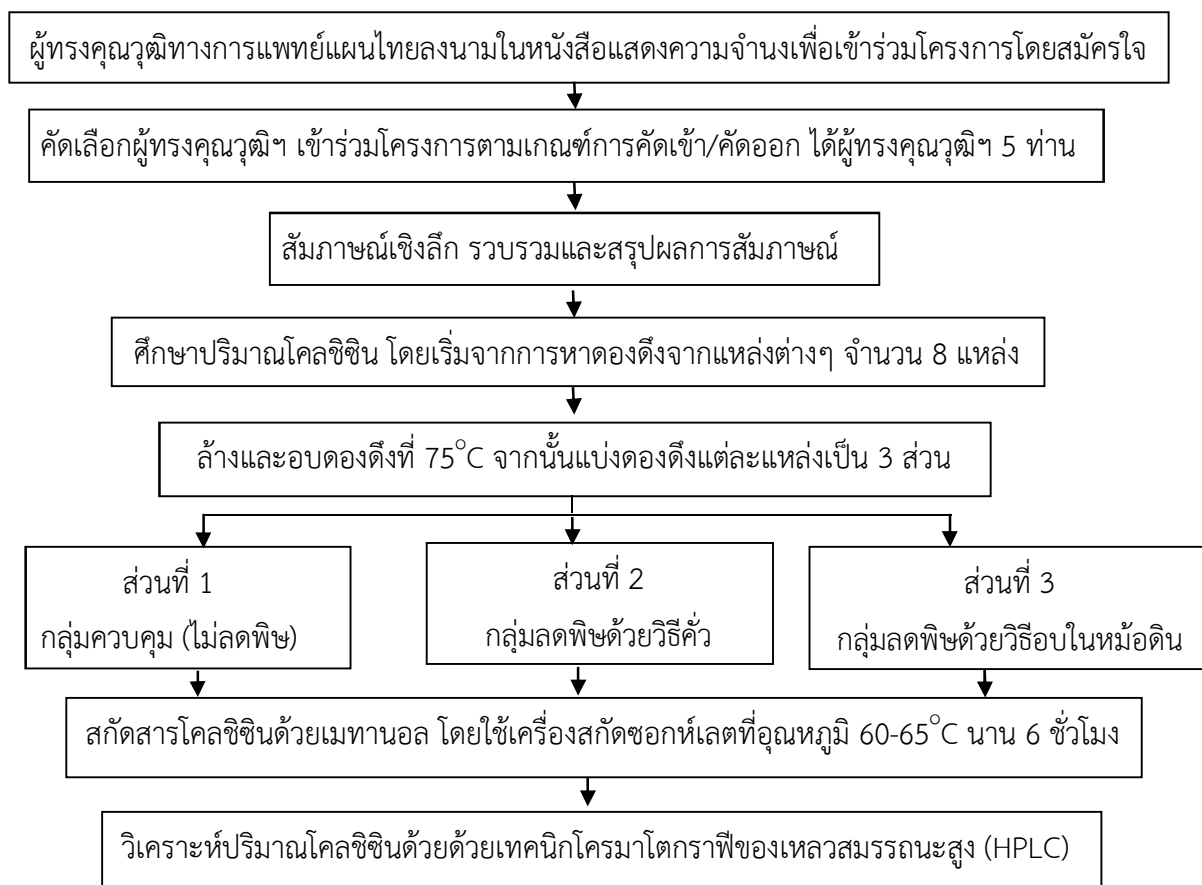 ผู้ทรงคุณวุฒิทางการแพทย์แผนไทยลงนามในหนังสือแสดงความจำนงเพื่อเข้าร่วมโครงการโดยสมัครใจ
คัดเลือกผู้ทรงคุณวุฒิฯ เข้าร่วมโครงการตามเกณฑ์การคัดเข้า/คัดออก ได้ผู้ทรงคุณวุฒิฯ 5 ท่าน
สัมภาษณ์เชิงลึก รวบรวมและสรุปผลการสัมภาษณ์
ศึกษาปริมาณโคลชิซิน โดยเริ่มจากการหาดองดึงจากแหล่งต่างๆ จำนวน 8 แหล่ง
ล้างและอบดองดึงที่ 75°C จากนั้นแบ่งดองดึงแต่ละแหล่งเป็น 3 ส่วน
ส่วนที่ 1
กลุ่มควบคุม (ไม่ลดพิษ)
ส่วนที่ 2
กลุ่มลดพิษด้วยวิธีคั่ว
ส่วนที่ 3
กลุ่มลดพิษด้วยวิธีอบในหม้อดิน
สกัดสารโคลชิซินด้วยเมทานอล โดยใช้เครื่องสกัดซอกห์เลตที่อุณหภูมิ 60-65°C นาน 6 ชั่วโมง
วิเคราะห์ปริมาณโคลชิซินด้วยด้วยเทคนิกโครมาโตกราฟีของเหลวสมรรถนะสูง (HPLC)